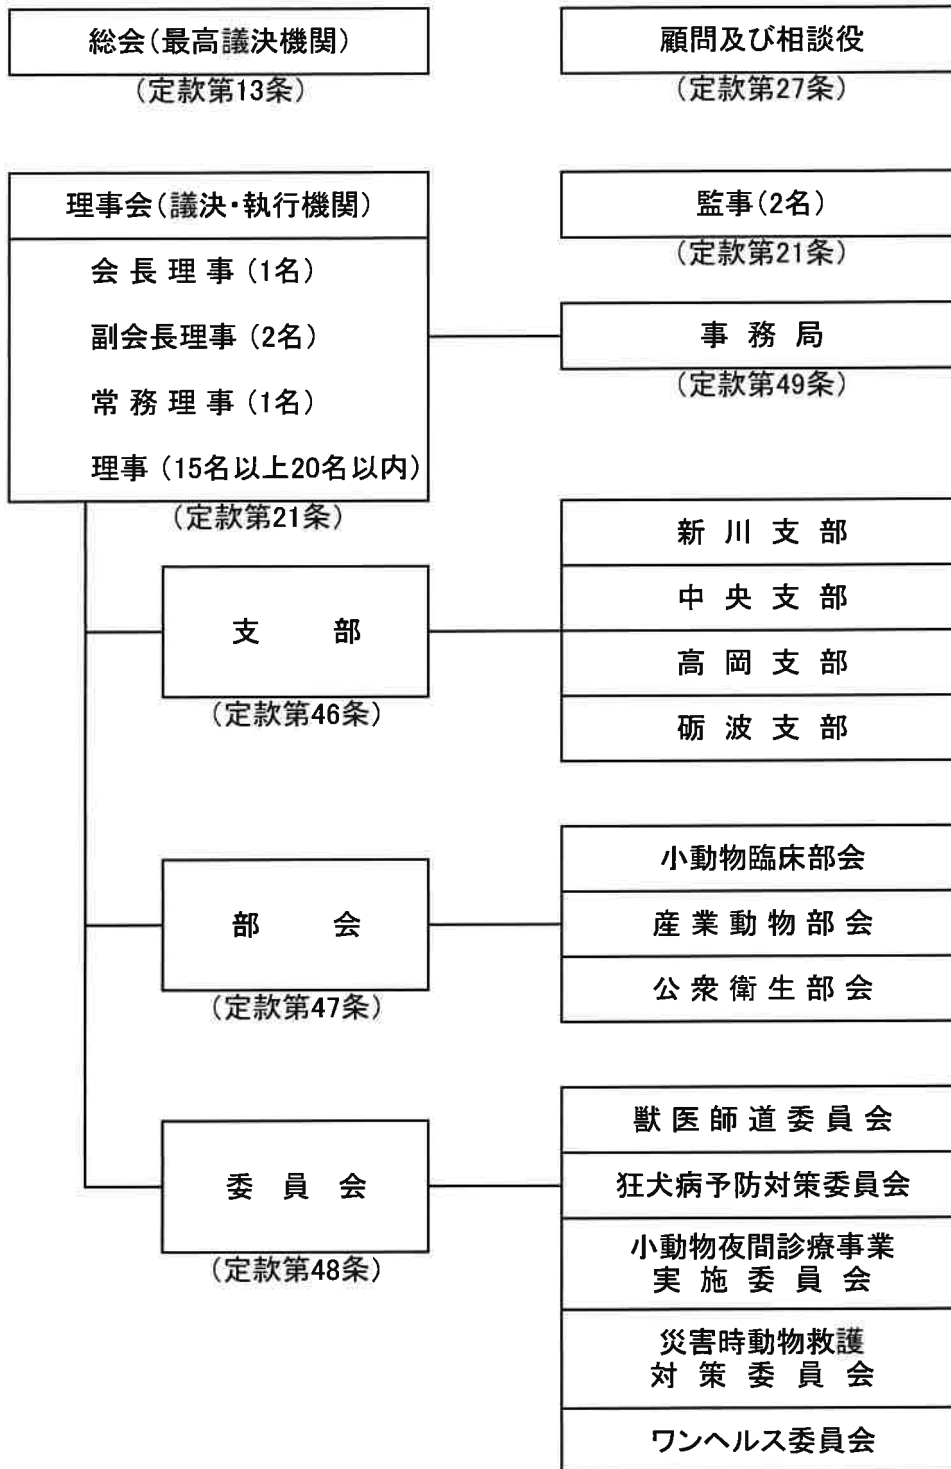 総会(最高議決機関)
(定款第13条)
顧問及び相談役
(定款第27条)
理事会(議決・執行機関)
会長理事(1名)
副会長理事(2名)
常務理事(1名)
理事(15名以上20名以内)
(定款第21条)
監事(2名)
(定款第21条)
事務局
(定款第49条)
支部
(定款第46条)
新川支部
中央支部
高岡支部
砺波支部
部会
(定款第47条)
小動物臨床部会
産業動物部会
公衆衛生部会
委員会
(定款第48条)
獣医師道委員会
狂犬病予防対策委員会
小動物夜間診療事業
実施委員会
災害時動物救護
対策委員会
ワンヘルス委員会